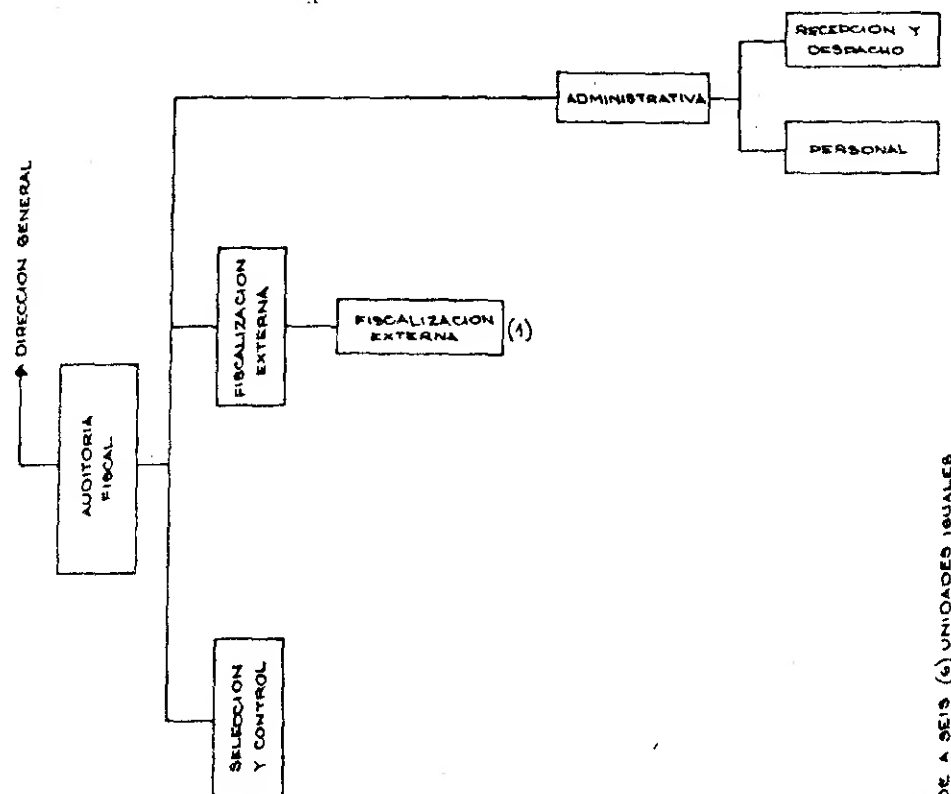 DIRECCION GENERAL
AUDITORIA
FISCAL
SELECCION
Y CONTROL
FISCALIZACION
EXTERNA
FISCALIZACION
EXTERNA
(1)
ADMINISTRATIVA
RECEPCION Y
DESPACHO
PERSONAL
A SEIS (6) UNIDADES IGUALES